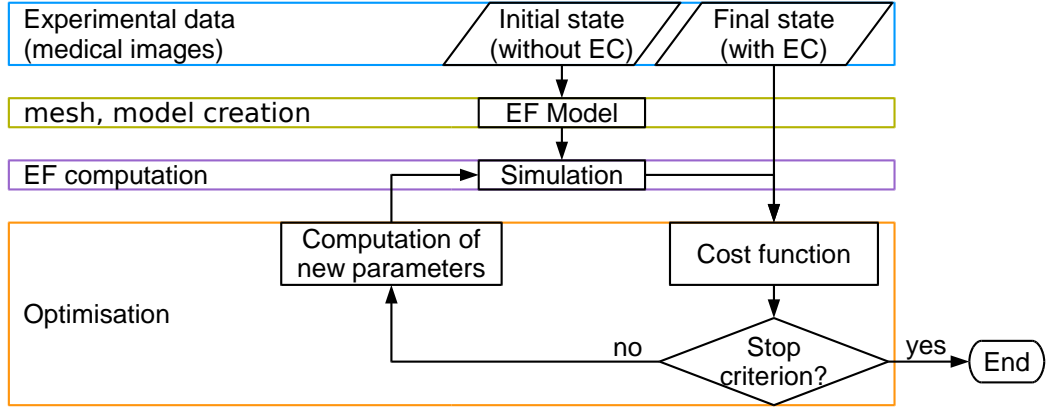 Experimental data
(medical images)
Initial state
(without EC)
Final state
(with EC)
mesh, model creation
EF Model
EF computation
Simulation
Computation of
new parameters
Cost function
Optimisation
no
Stop
criterion?
yes
End